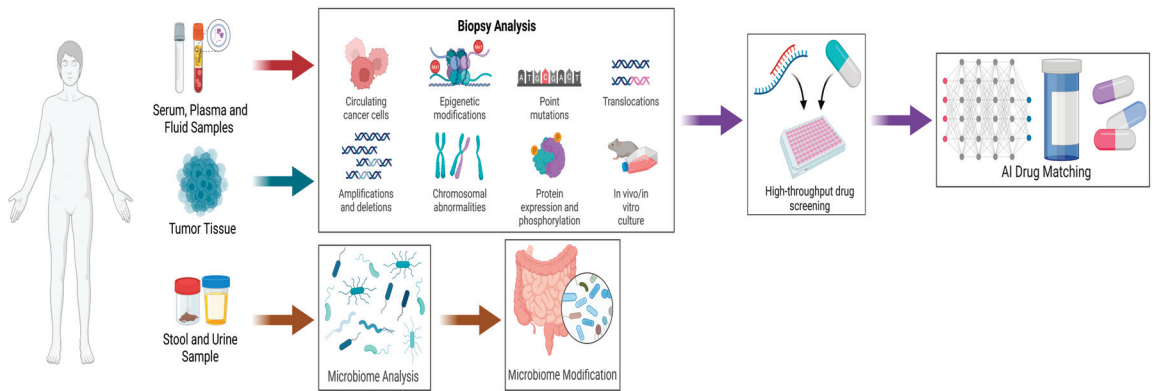 Biopsy Analysis
Serum, Plasma and
Fluid Samples
Tumor Tissue
Stool and Urine
Sample
Me1
Me1
Circulating
cancer cells
Epigenetic
modifications
A T G C G A C T
Point
mutations
Translocations
Amplifications
and deletions
Chromosomal
abnormalities
P
P
Protein
expression and
phosphorylation
In vivo/in
vitro
culture
High-throughput drug
screening
AI Drug Matching
Microbiome Analysis
Microbiome Modification